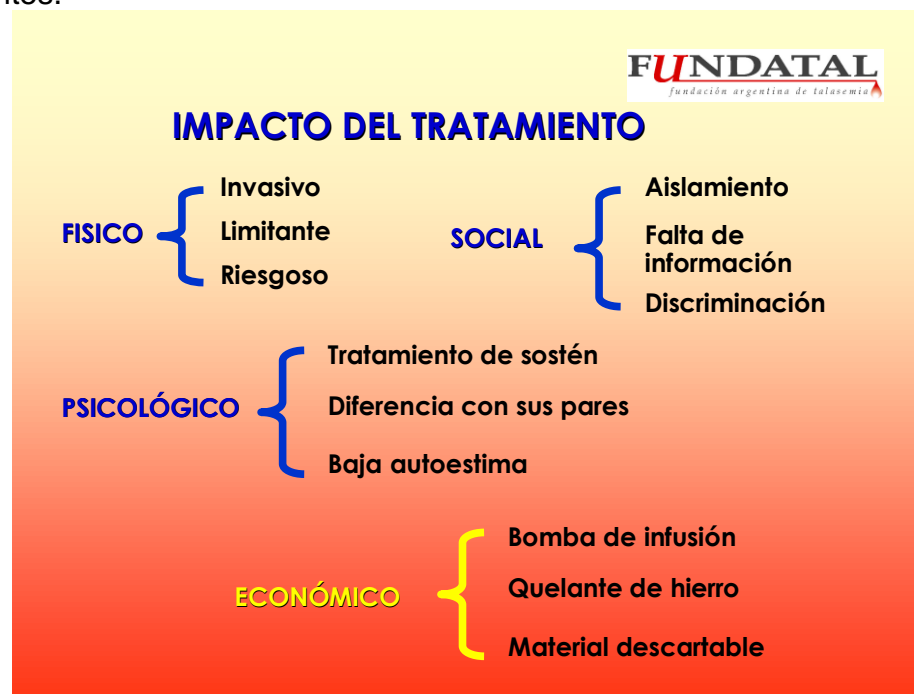 FUNDATAL
fundación argentina de talasemia
IMPACTO DEL TRATAMIENTO
FISICO
Invasivo
Limitante
Riesgoso
SOCIAL
Aislamiento
Falta de
información
Discriminación
PSICOLÓGICO
Tratamiento de sostén
Diferencia con sus pares
Baja autoestima
ECONÓMICO
Bomba de infusión
Quelante de hierro
Material descartable